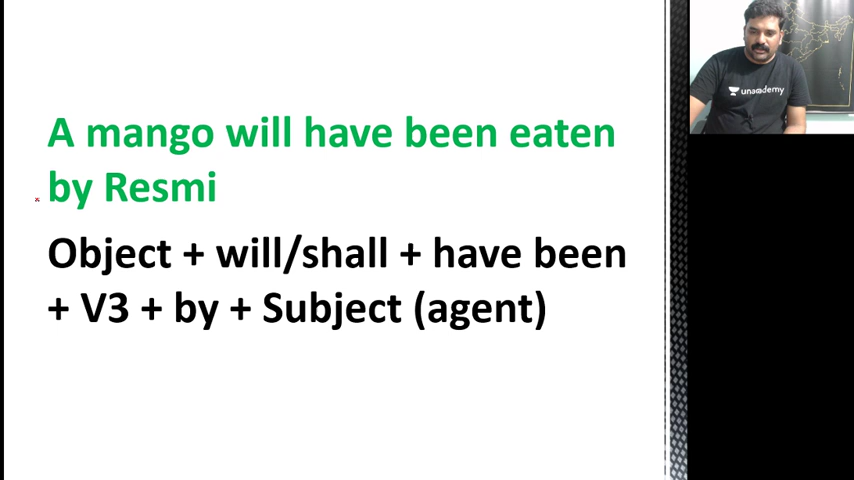 A mango will have been eaten
by Resmi
Object + will/shall + have been
+ V3 + by + Subject (agent)
unacademy